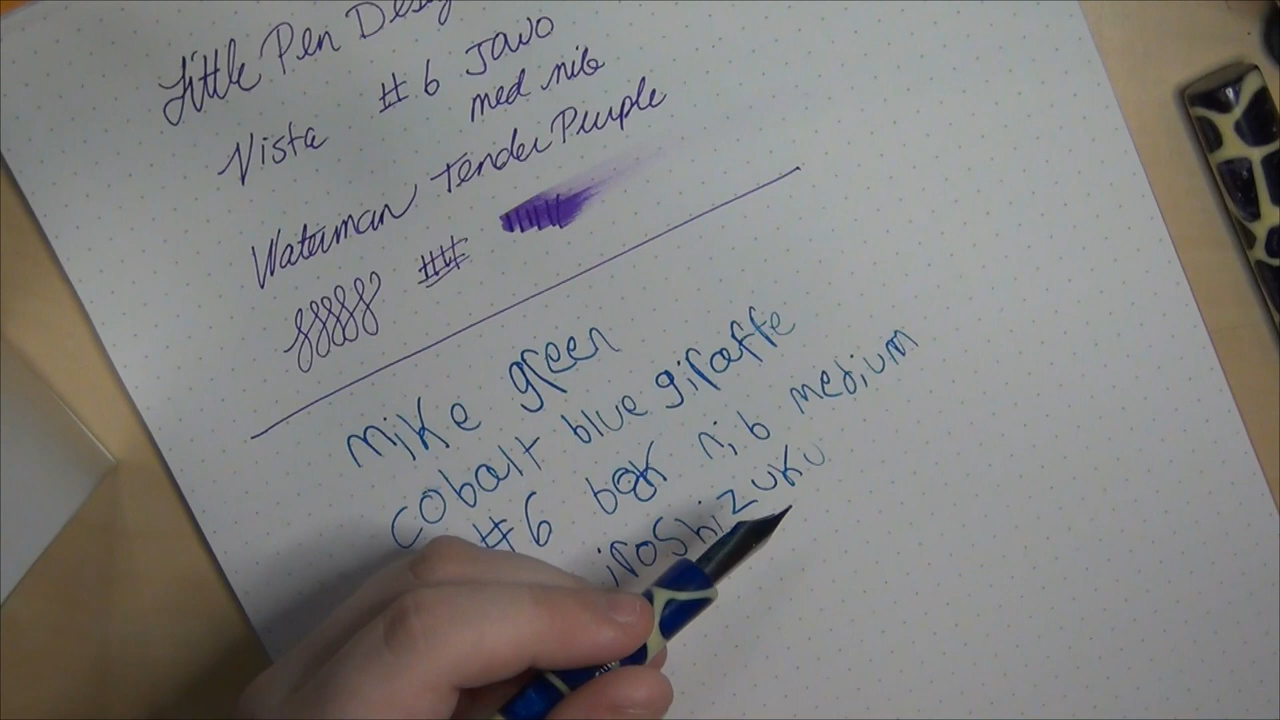 Little Pen Desig
Vista #6 JOWO
med nib
Waterman Tender Purple
mike green
cobalt blue giraffe
#6 bock nib medium
iroshizuku